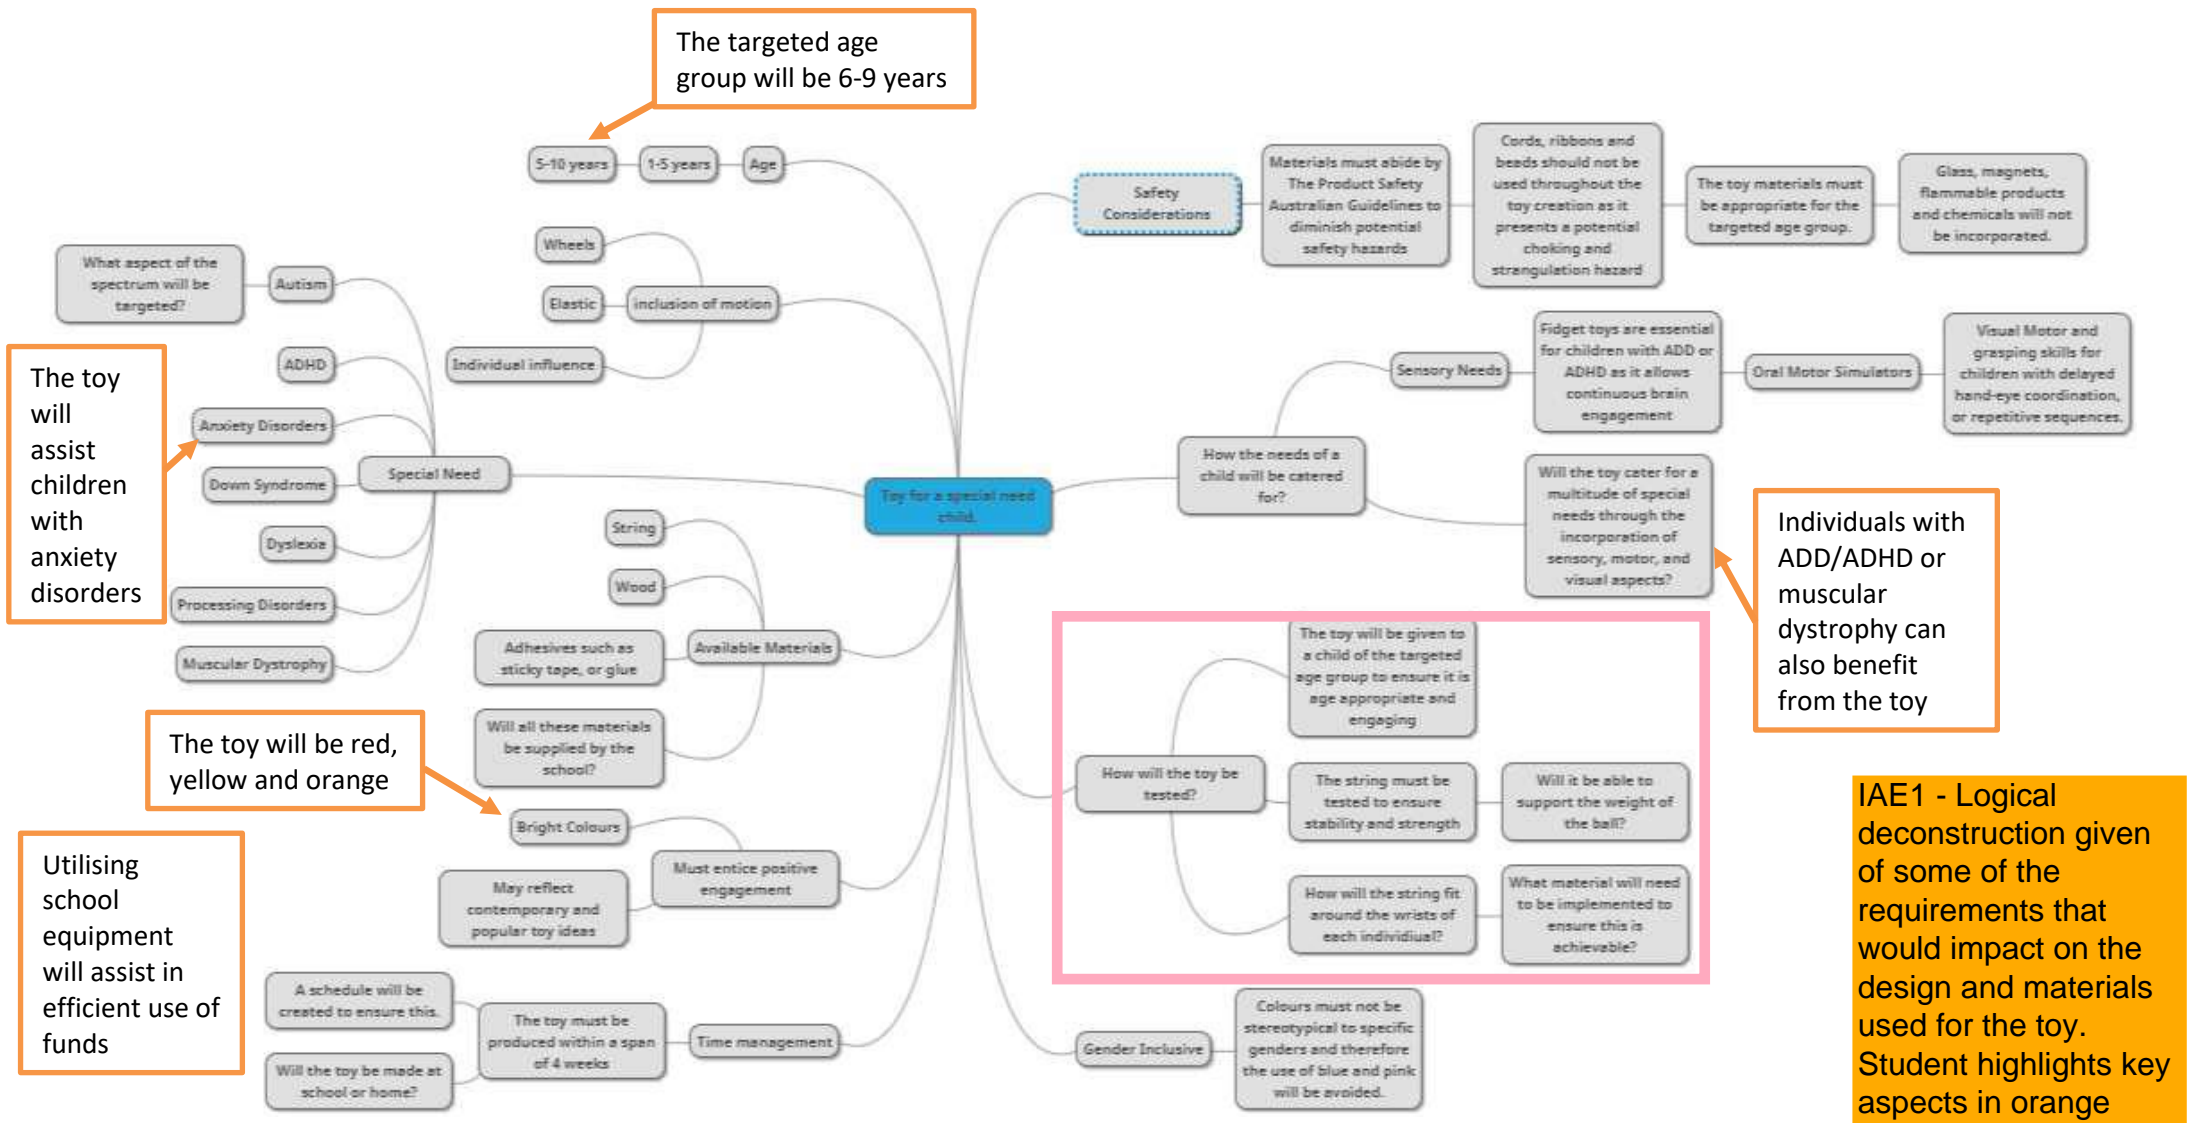 The targeted age
group will be 6-9 years
5-10 years
1-5 years
Age
Wheels
Elastic
inclusion of motion
Individual influence
What aspect of the
spectrum will be
targeted?
Autism
ADHD
Anxiety Disorders
Down Syndrome
Dyslexia
Processing Disorders
Muscular Dystrophy
Special Need
The toy
will
assist
children
with
anxiety
disorders
Toy for a special need
child.
String
Wood
Adhesives such as
sticky tape, or glue
Available Materials
Will all these materials
be supplied by the
school?
The toy will be red,
yellow and orange
Bright Colours
Must entice positive
engagement
May reflect
contemporary and
popular toy ideas
Utilising
school
equipment
will assist in
efficient use of
funds
A schedule will be
created to ensure this.
Will the toy be made at
school or home?
The toy must be
produced within a span
of 4 weeks
Time management
Safety
Considerations
Materials must abide by
The Product Safety
Australian Guidelines to
diminish potential
safety hazards
Cords, ribbons and
beads should not be
used throughout the
toy creation as it
presents a potential
choking and
strangulation hazard
The toy materials must
be appropriate for the
targeted age group.
Glass, magnets,
flammable products
and chemicals will not
be incorporated.
How the needs of a
child will be catered
for?
Sensory Needs
Fidget toys are essential
for children with ADD or
ADHD as it allows
continuous brain
engagement
Oral Motor Simulators
Visual Motor and
grasping skills for
children with delayed
hand-eye coordination,
or repetitive sequences.
Will the toy cater for a
multitude of special
needs through the
incorporation of
sensory, motor, and
visual aspects?
Individuals with
ADD/ADHD or
muscular
dystrophy can
also benefit
from the toy
How will the toy be
tested?
The toy will be given to
a child of the targeted
age group to ensure it is
age appropriate and
engaging
The string must be
tested to ensure
stability and strength
Will it be able to
support the weight of
the ball?
How will the string fit
around the wrists of
each individiual?
What material will need
to be implemented to
ensure this is
achievable?
Gender Inclusive
Colours must not be
stereotypical to specific
genders and therefore
the use of blue and pink
will be avoided.
IAE1 - Logical
deconstruction given
of some of the
requirements that
would impact on the
design and materials
used for the toy.
Student highlights key
aspects in orange